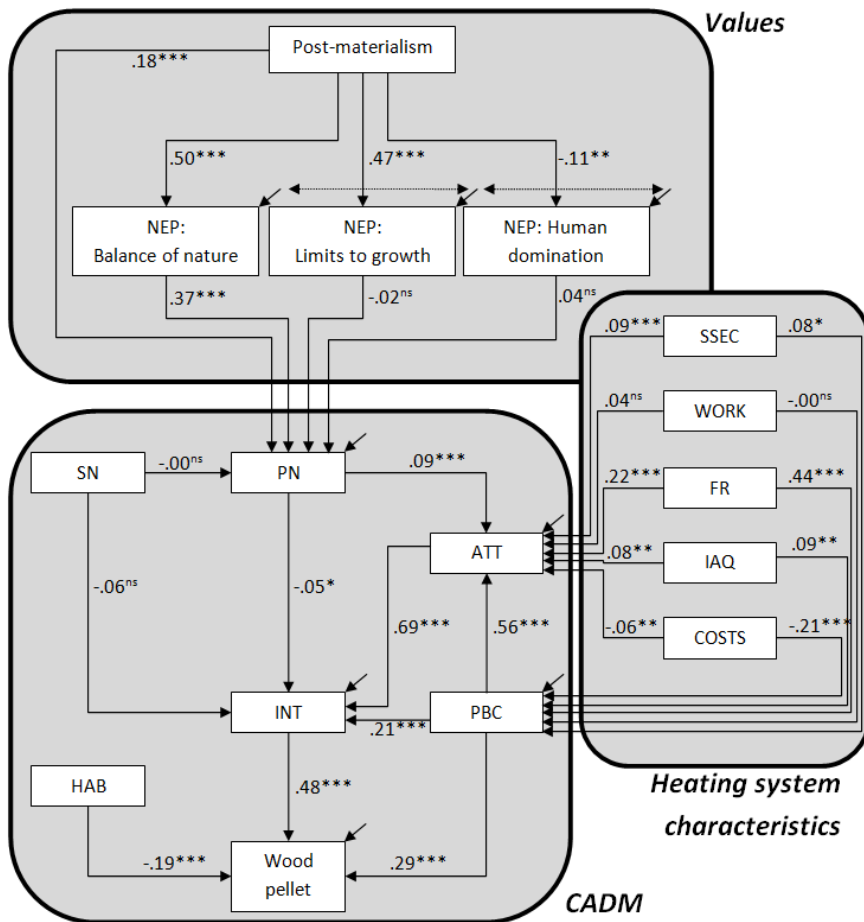 Values
Post-materialism
.18***
.50***
.47***
-.11**
NEP:
Balance of nature
NEP:
Limits to growth
NEP: Human
domination
.37***
-.02ns
.04ns
.09***
SSEC
.08*
.04ns
WORK
-.00ns
.22***
FR
.44***
.08**
IAQ
.09**
-.06**
COSTS
-.21***
Heating system
characteristics
SN
-.00ns
PN
.09***
ATT
-.06ns
-.05*
.69***
.56***
INT
.21***
PBC
HAB
.48***
-.19***
Wood
pellet
.29***
CADM